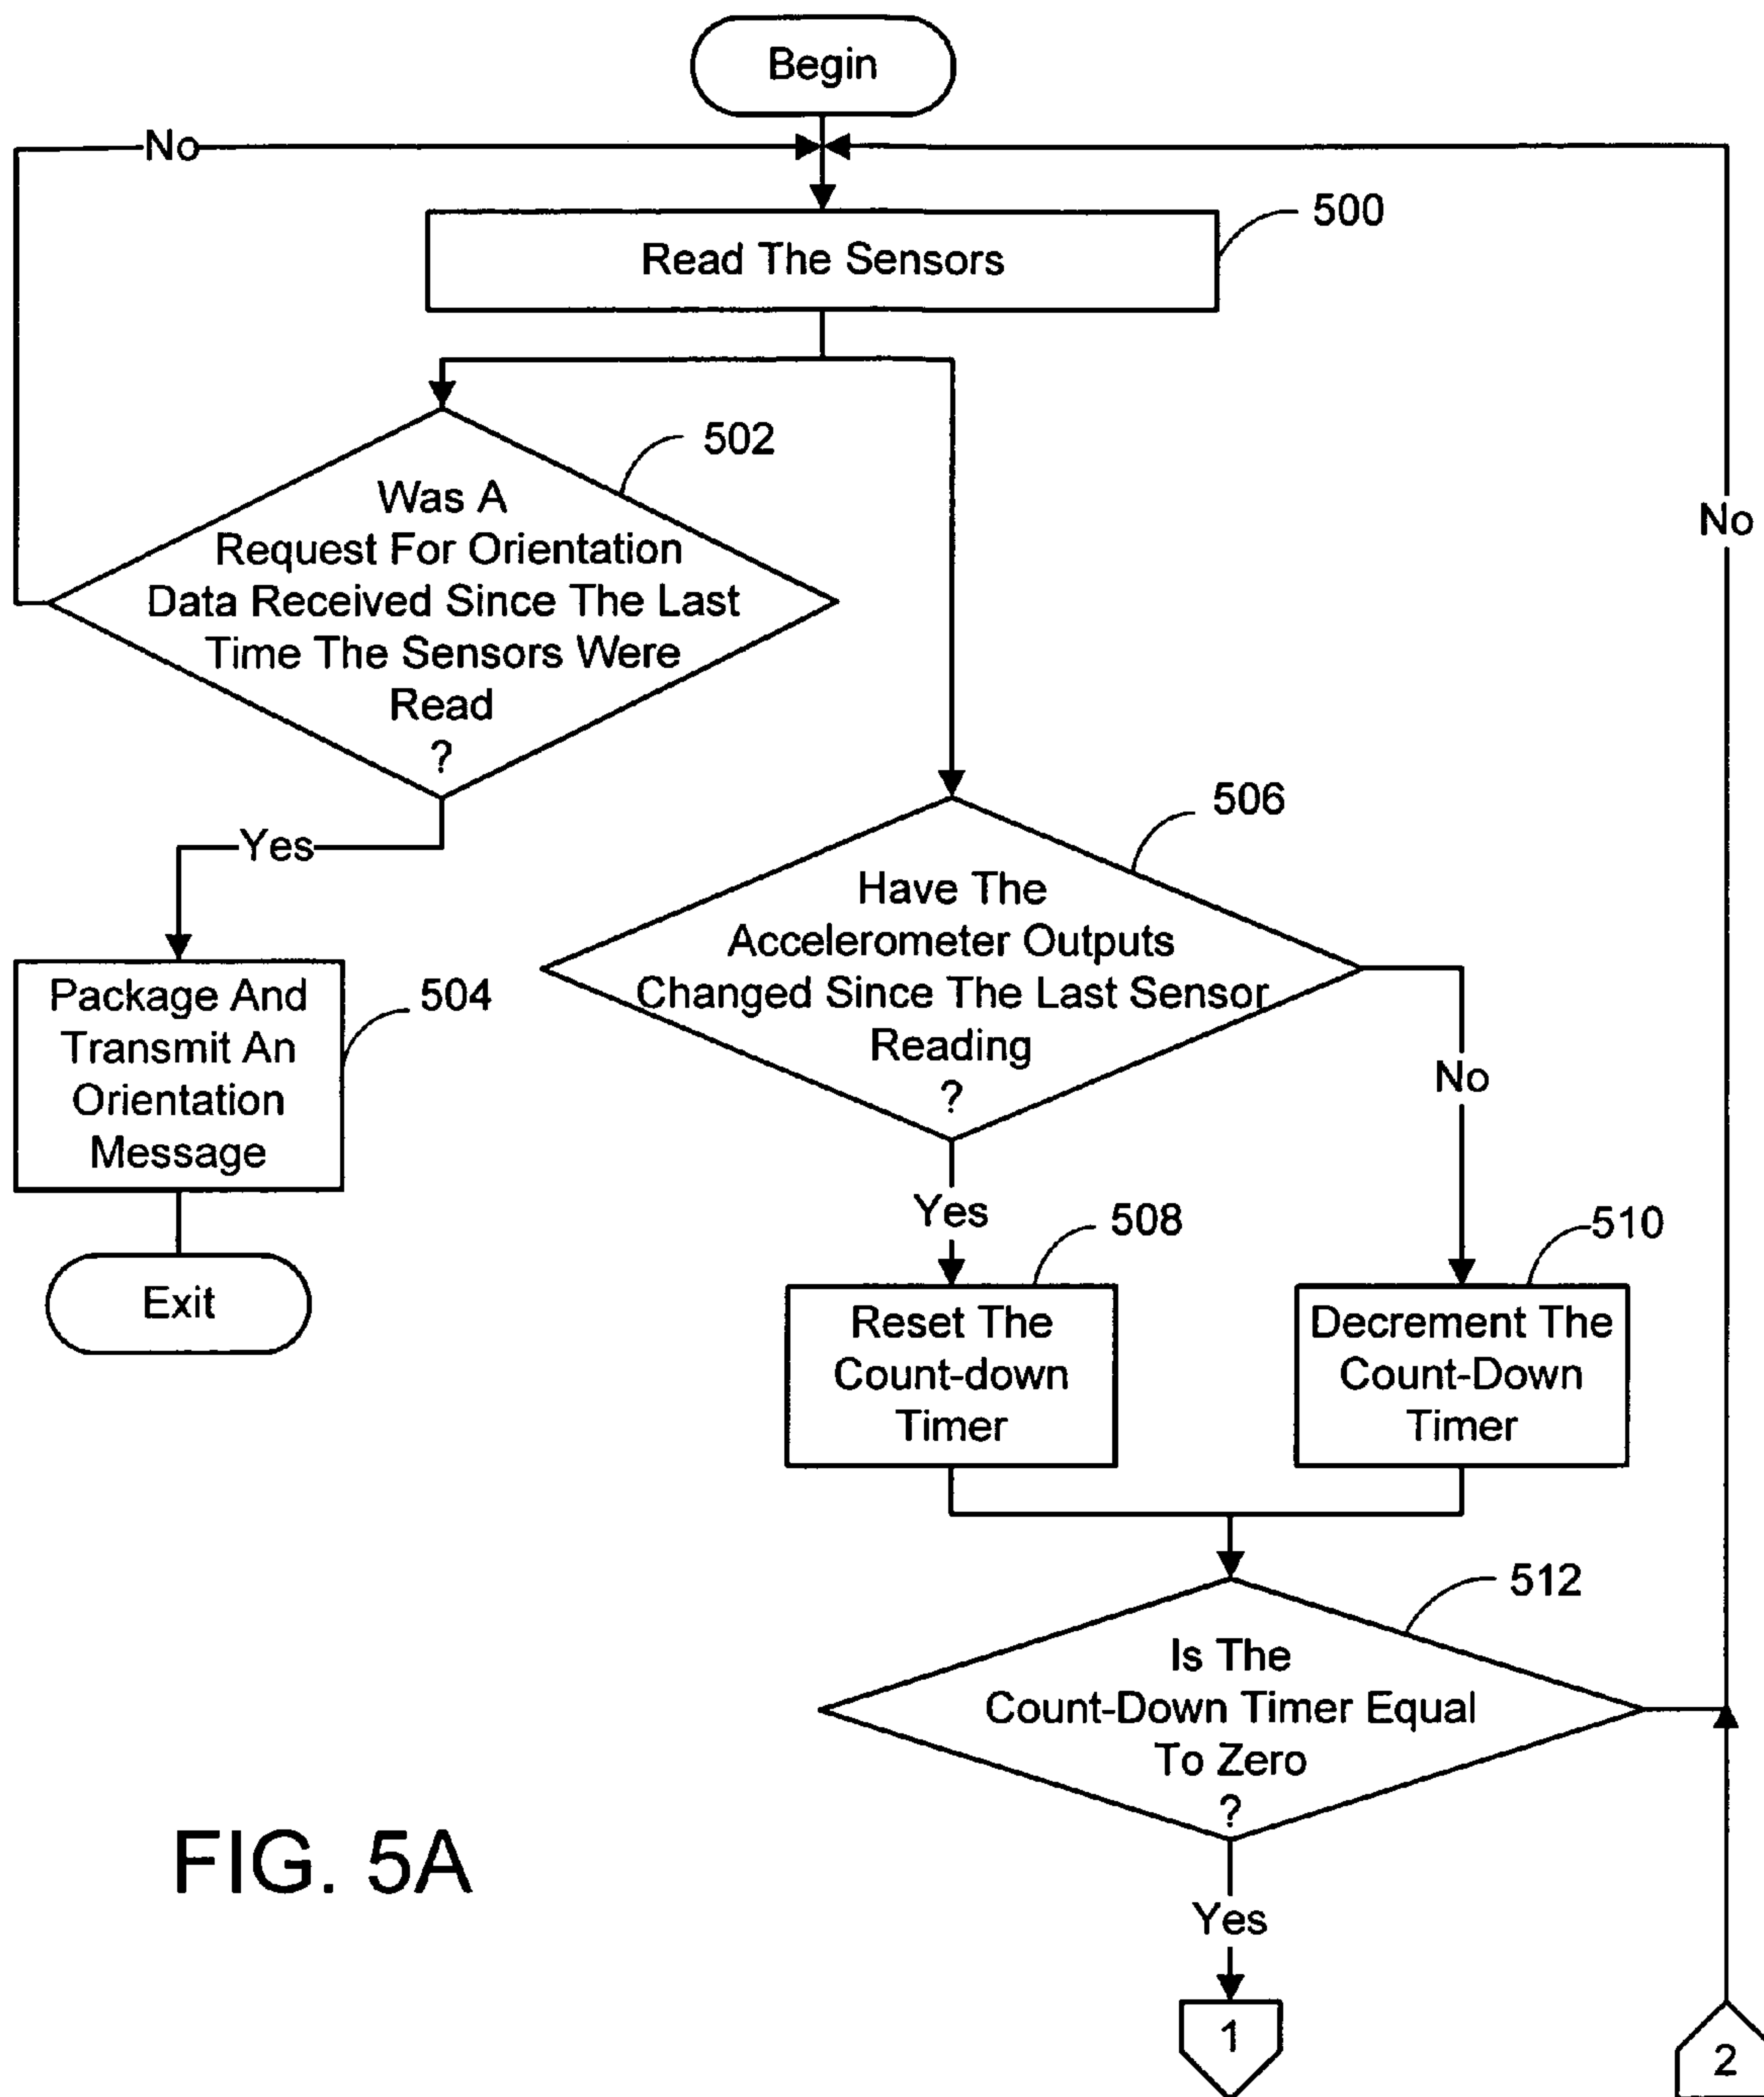 Begin
No
500
Read The Sensors
502
Was A
Request For Orientation
Data Received Since The Last
Time The Sensors Were
Read
?
No
Yes
506
Have The
Accelerometer Outputs
Changed Since The Last Sensor
Reading
?
504
Package And
Transmit An
Orientation
Message
No
Yes
508
510
Exit
Reset The
Count-down
Timer
Decrement The
Count-Down
Timer
512
Is The
Count-Down Timer Equal
To Zero
?
FIG. 5A
Yes
1
2